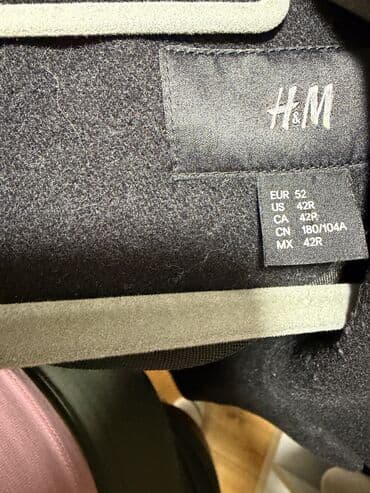 H&M
EUR 52
US 42R
CA 42R
CN 180/104A
MX 42R